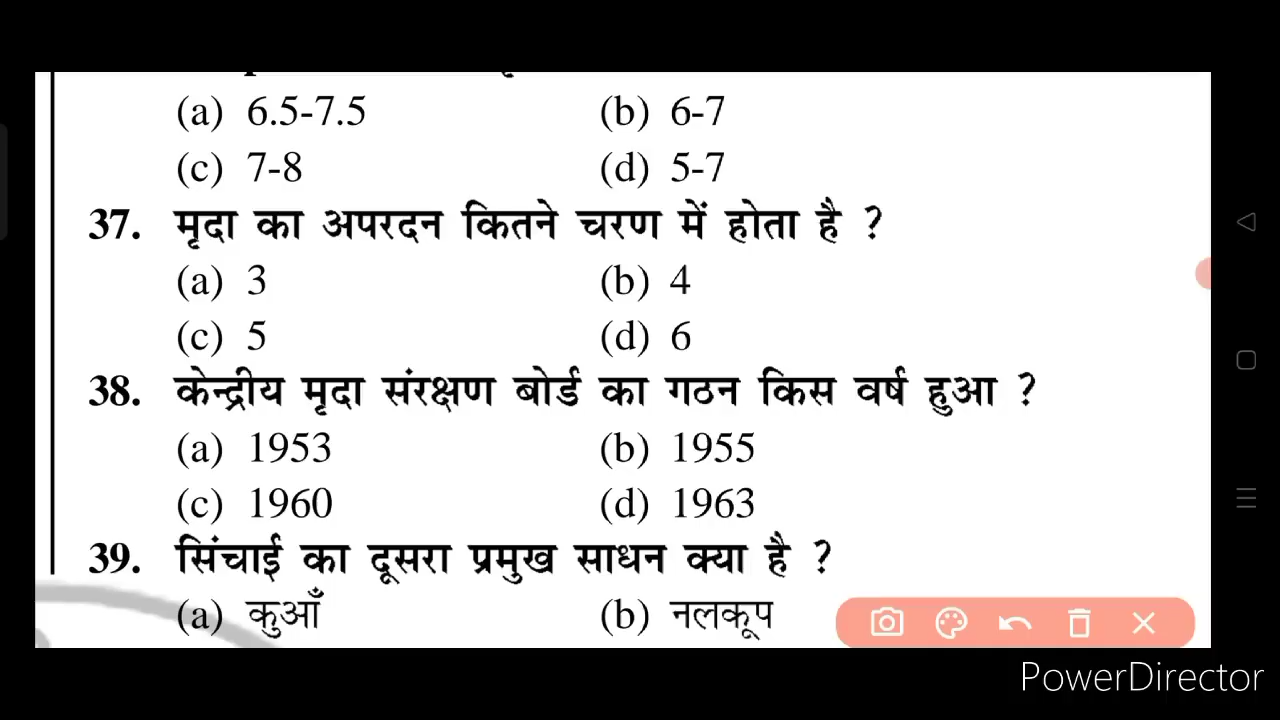 (a) 6.5-7.5 (b) 6-7
(c) 7-8 (d) 5-7
37. मृदा का अपरदन कितने चरण में होता है ?
(a) 3 (b) 4
(c) 5 (d) 6
38. केन्द्रीय मृदा संरक्षण बोर्ड का गठन किस वर्ष हुआ ?
(a) 1953 (b) 1955
(c) 1960 (d) 1963
39. सिंचाई का दूसरा प्रमुख साधन क्या है ?
(a) कुआँ (b) नलकूप
PowerDirector